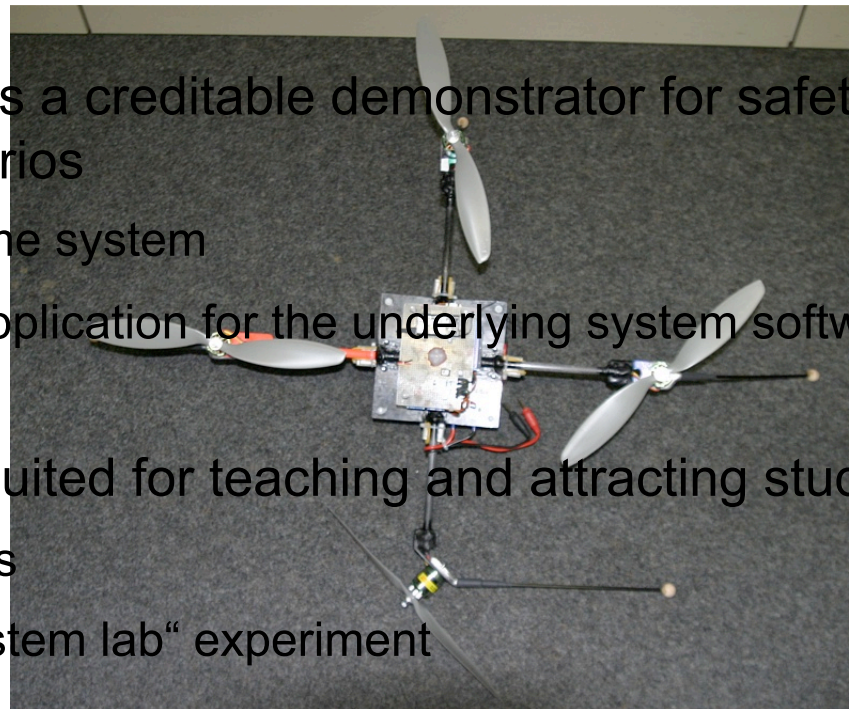 s a creditable demonstrator for safet
rios
ne system
pplication for the underlying system softw
uited for teaching and attracting stud
s
stem lab“ experiment